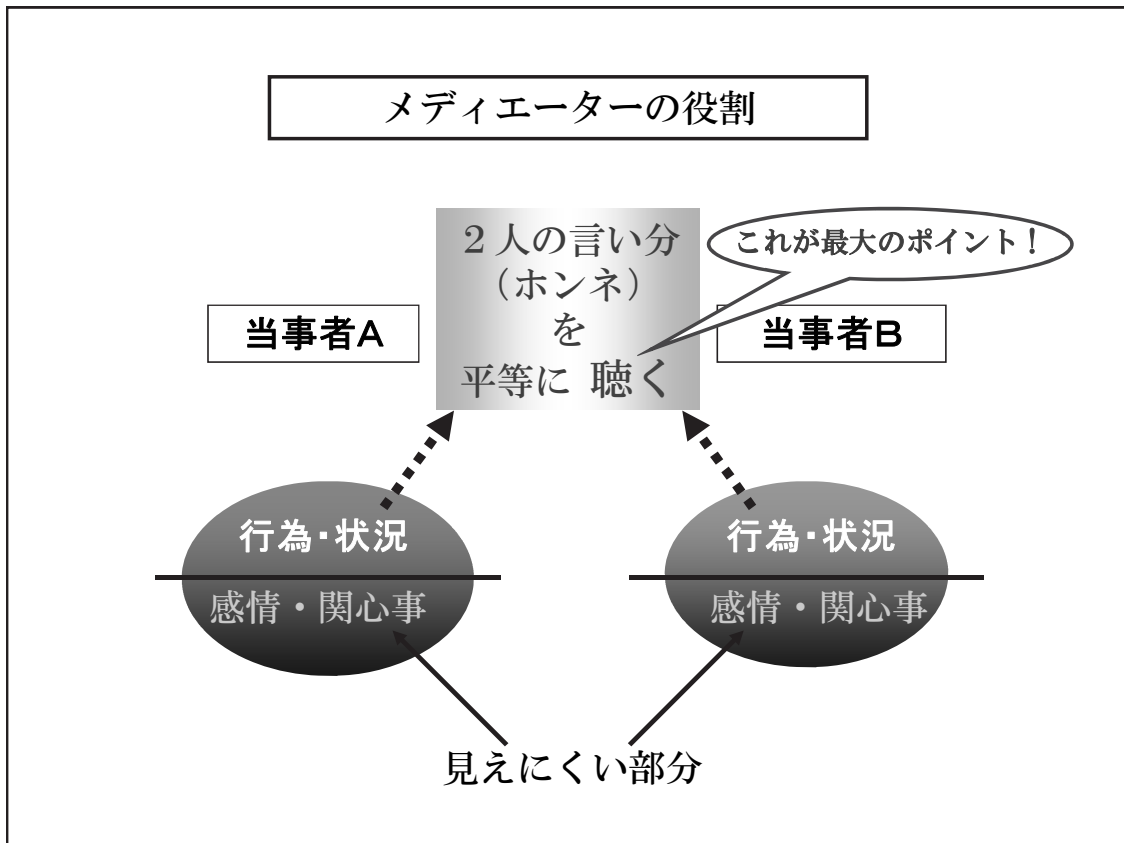 メディエーターの役割
２人の言い分
（ホンネ）
を
平等に 聴く
これが最大のポイント！
当事者A
当事者B
行為・状況
感情・関心事
行為・状況
感情・関心事
見えにくい部分